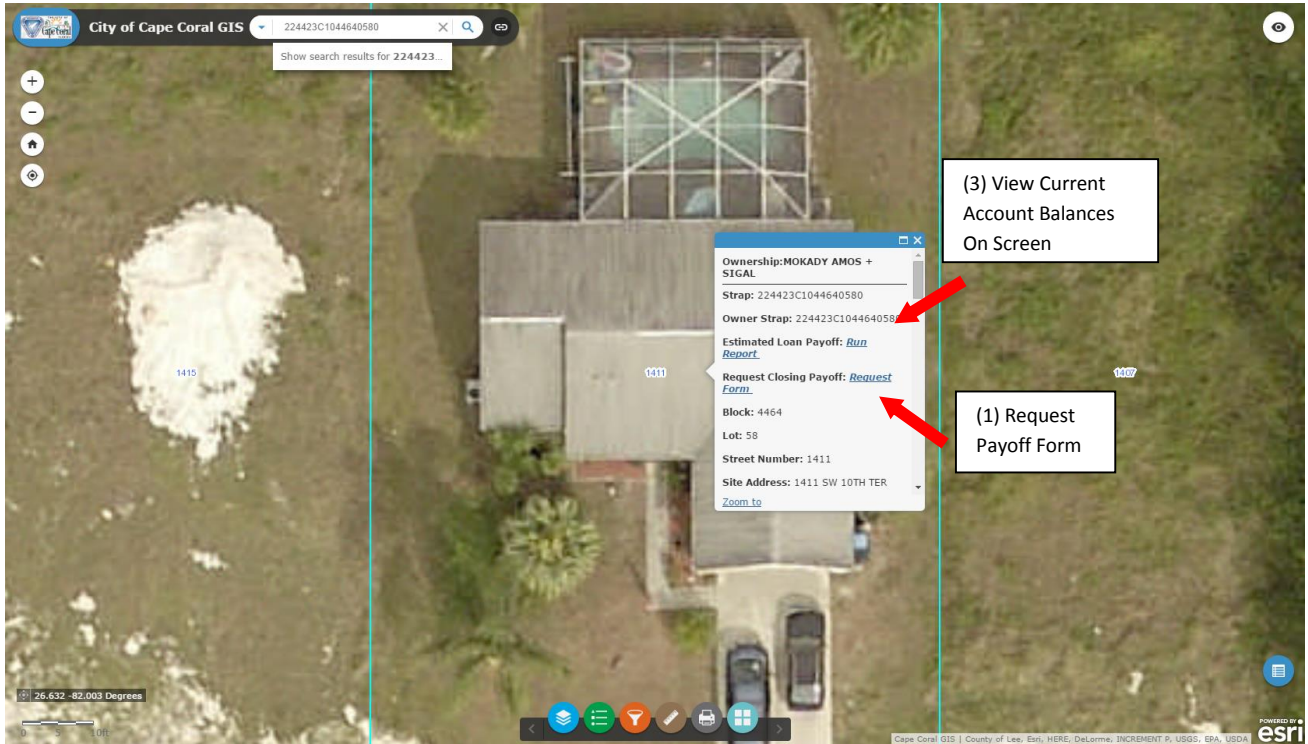 Cape Coral
City of Cape Coral GIS
224423C1044640580
Show search results for 224423...
(3) View Current
Account Balances
On Screen
Ownership:MOKADY AMOS +
SIGAL
Strap: 224423C1044640580
Owner Strap: 224423C1044640580
Estimated Loan Payoff: Run
Report
Request Closing Payoff: Request
Form
Block: 4464
Lot: 58
Street Number: 1411
Site Address: 1411 SW 10TH TER
Zoom to
1415
1411
1407
(1) Request
Payoff Form
26.632 -82.003 Degrees
0 5 10ft
Cape Coral GIS | County of Lee, Esri, HERE, DeLorme, INCREMENT P, USGS, EPA, USDA
POWERED BY
esri